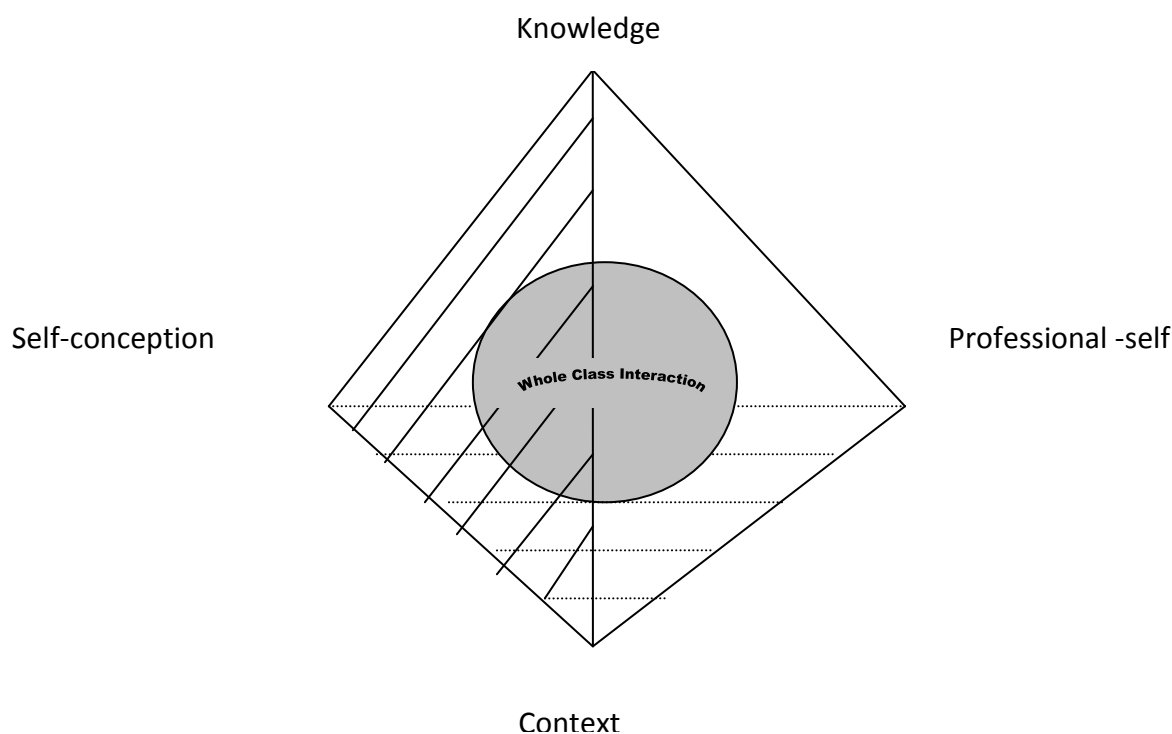 Knowledge
Self-conception
Professional -self
Whole Class Interaction
Context